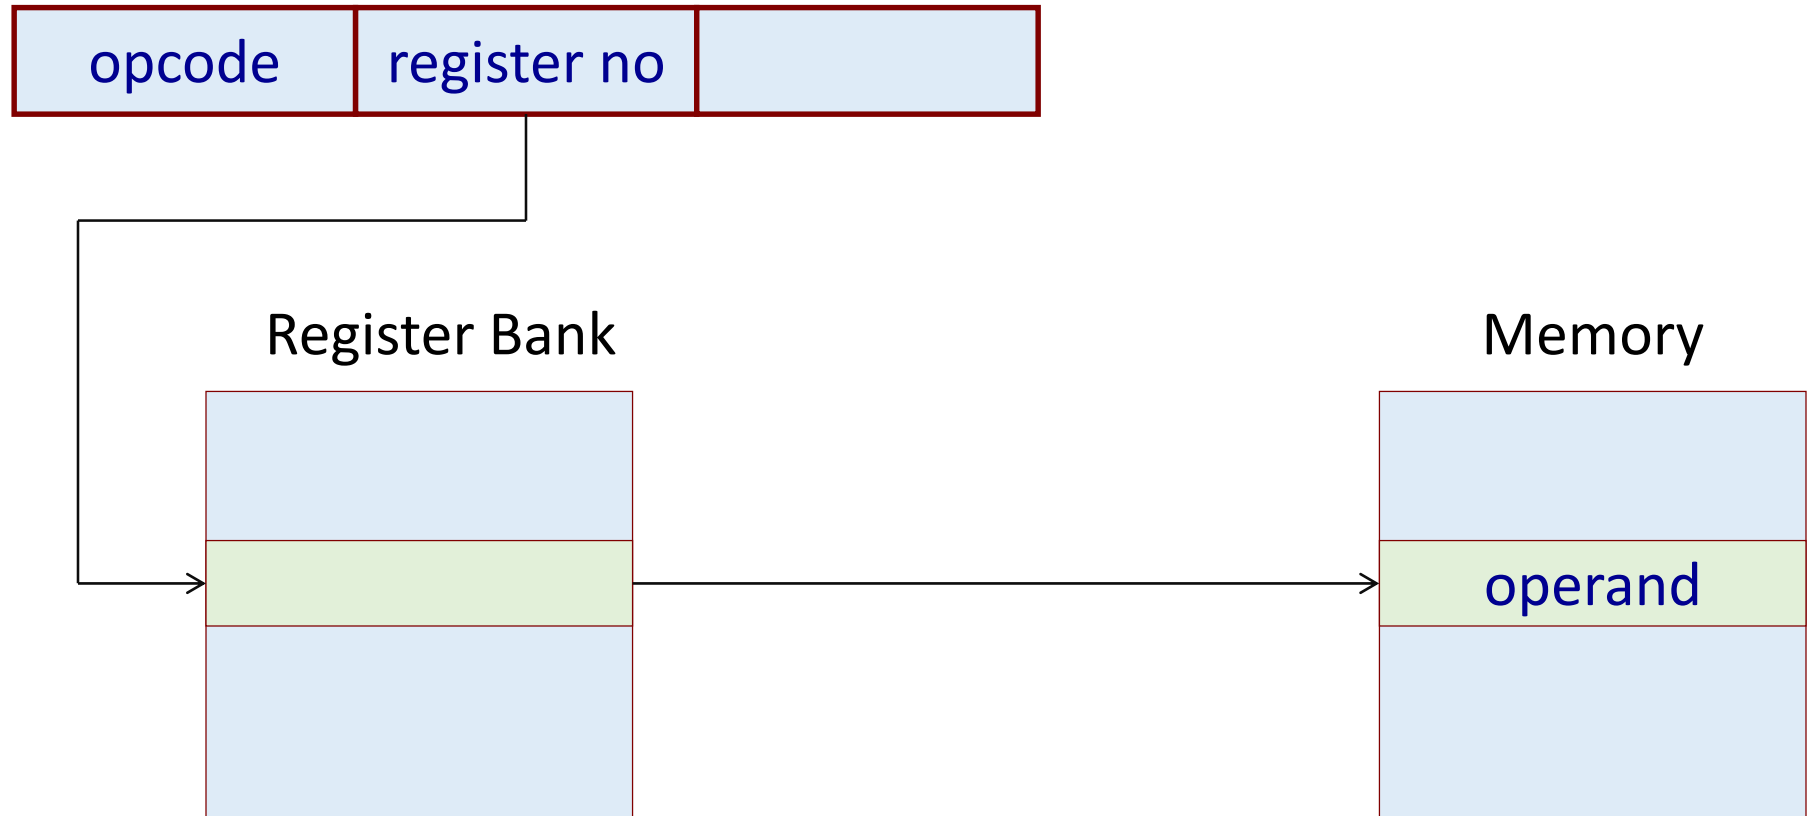 opcode
register no
Register Bank
Memory
operand